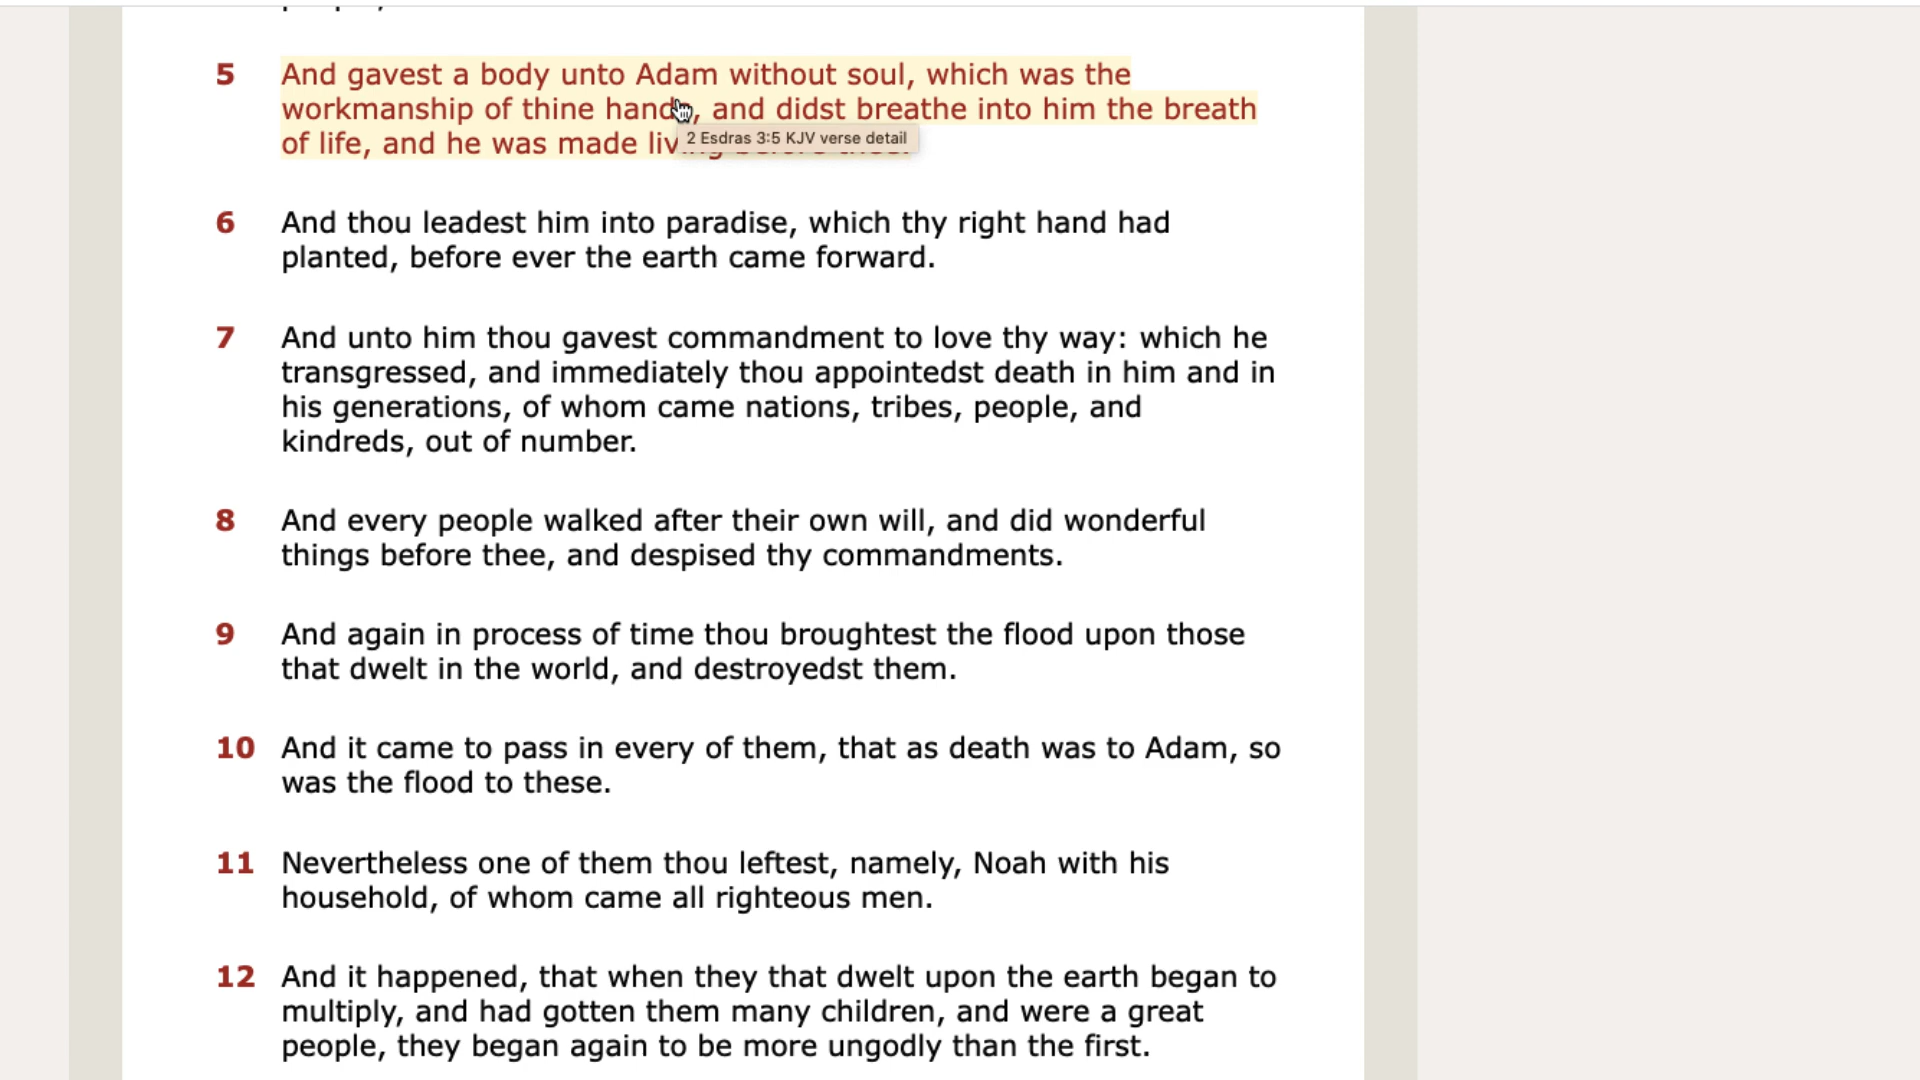 5 And gavest a body unto Adam without soul, which was the
workmanship of thine hands, and didst breathe into him the breath
of life, and he was made living before thee.
2 Esdras 3:5 KJV verse detail
6 And thou leadest him into paradise, which thy right hand had
planted, before ever the earth came forward.
7 And unto him thou gavest commandment to love thy way: which he
transgressed, and immediately thou appointedst death in him and in
his generations, of whom came nations, tribes, people, and
kindreds, out of number.
8 And every people walked after their own will, and did wonderful
things before thee, and despised thy commandments.
9 And again in process of time thou broughtest the flood upon those
that dwelt in the world, and destroyedst them.
10 And it came to pass in every of them, that as death was to Adam, so
was the flood to these.
11 Nevertheless one of them thou leftest, namely, Noah with his
household, of whom came all righteous men.
12 And it happened, that when they that dwelt upon the earth began to
multiply, and had gotten them many children, and were a great
people, they began again to be more ungodly than the first.